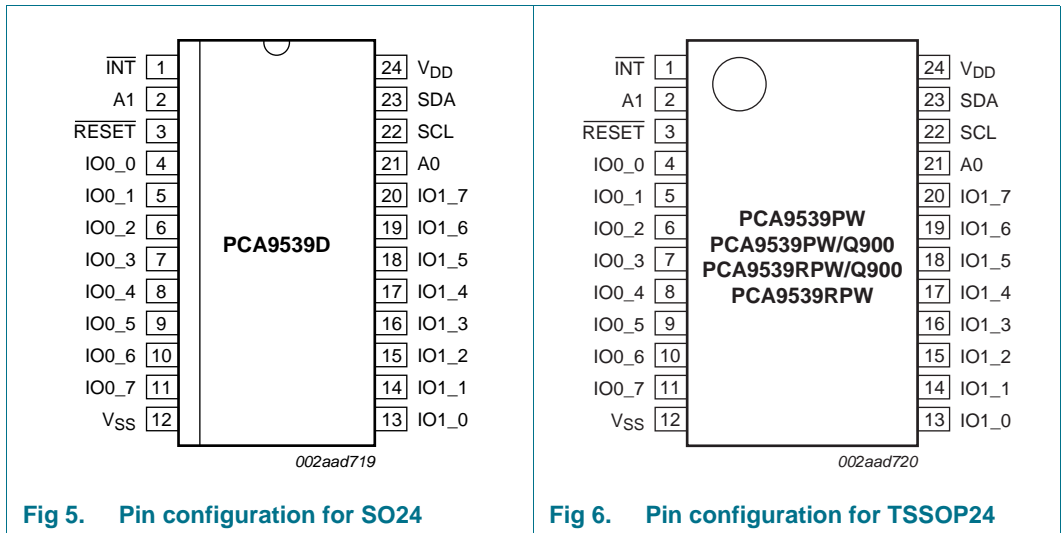 INT 1
A1 2
RESET 3
IO0_0 4
IO0_1 5
IO0_2 6
IO0_3 7
IO0_4 8
IO0_5 9
IO0_6 10
IO0_7 11
VSS 12
PCA9539D
24 VDD
23 SDA
22 SCL
21 A0
20 IO1_7
19 IO1_6
18 IO1_5
17 IO1_4
16 IO1_3
15 IO1_2
14 IO1_1
13 IO1_0
002aad719
Fig 5. Pin configuration for SO24
INT 1
A1 2
RESET 3
IO0_0 4
IO0_1 5
IO0_2 6
IO0_3 7
IO0_4 8
IO0_5 9
IO0_6 10
IO0_7 11
VSS 12
PCA9539PW
PCA9539PW/Q900
PCA9539RPW/Q900
PCA9539RPW
24 VDD
23 SDA
22 SCL
21 A0
20 IO1_7
19 IO1_6
18 IO1_5
17 IO1_4
16 IO1_3
15 IO1_2
14 IO1_1
13 IO1_0
002aad720
Fig 6. Pin configuration for TSSOP24